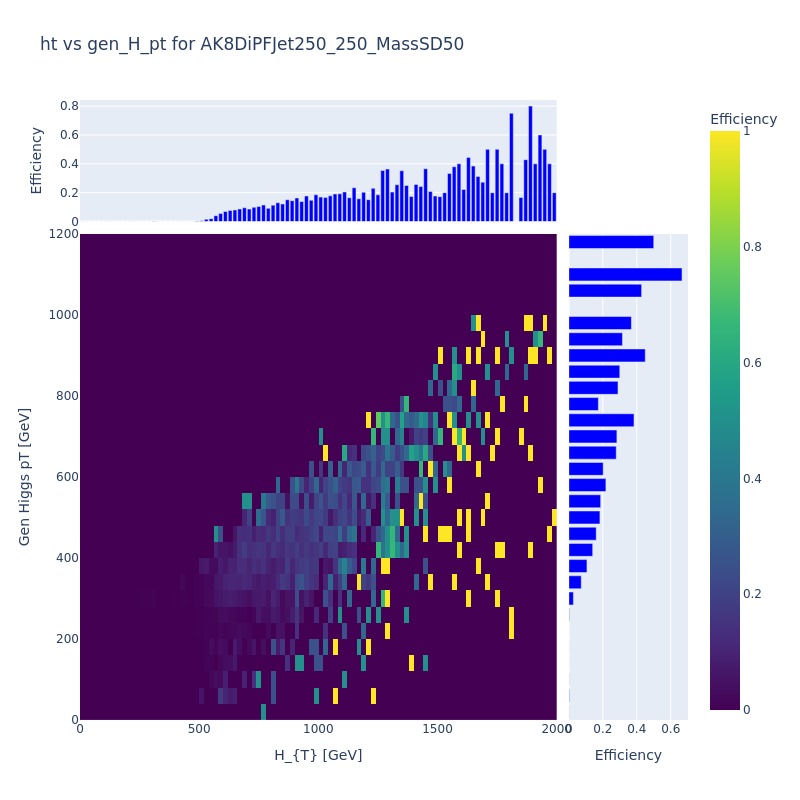 ht vs gen_H_pt for AK8DiPFJet250_250_MassSD50
Efficiency
0.8
0.6
0.4
0.2
0
Efficiency
1
0.8
0.6
0.4
0.2
0
Gen Higgs pT [GeV]
1200
1000
800
600
400
200
0
0 500 1000 1500 2000
H_{T} [GeV]
0 0.2 0.4 0.6
Efficiency